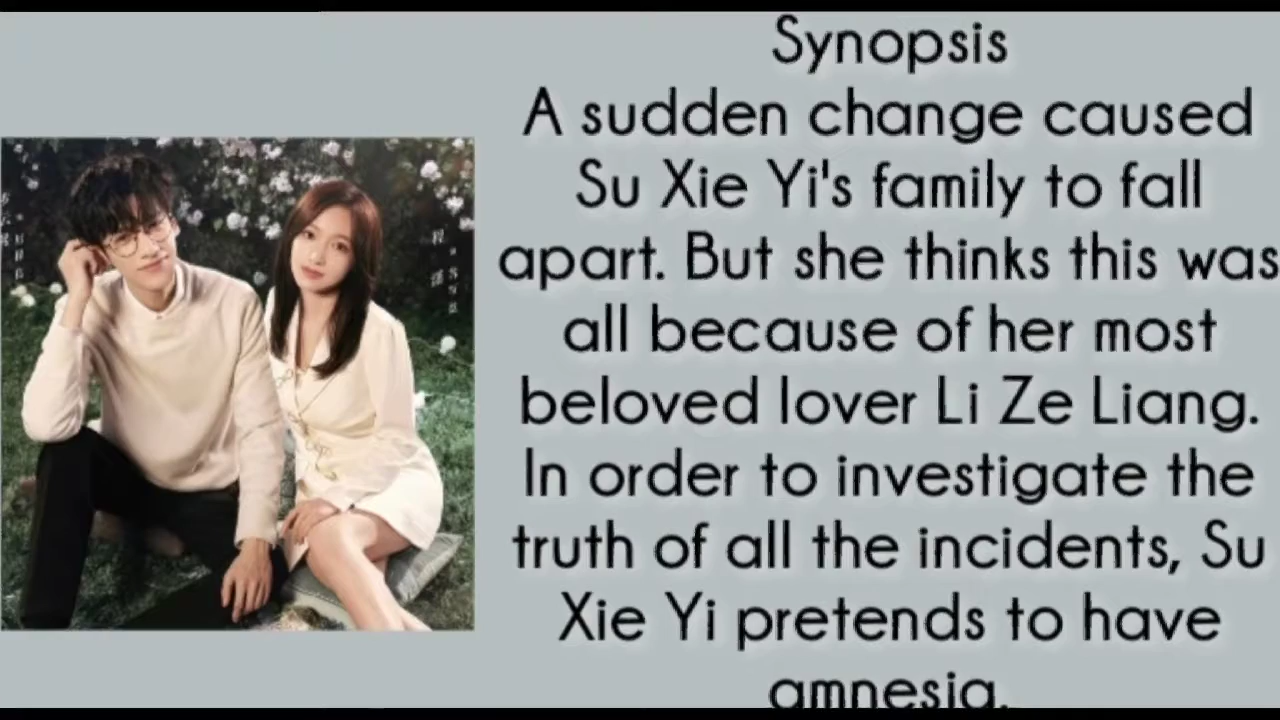 Synopsis
A sudden change caused
Su Xie Yi's family to fall
apart. But she thinks this was
all because of her most
beloved lover Li Ze Liang.
In order to investigate the
truth of all the incidents, Su
Xie Yi pretends to have
amnesia.